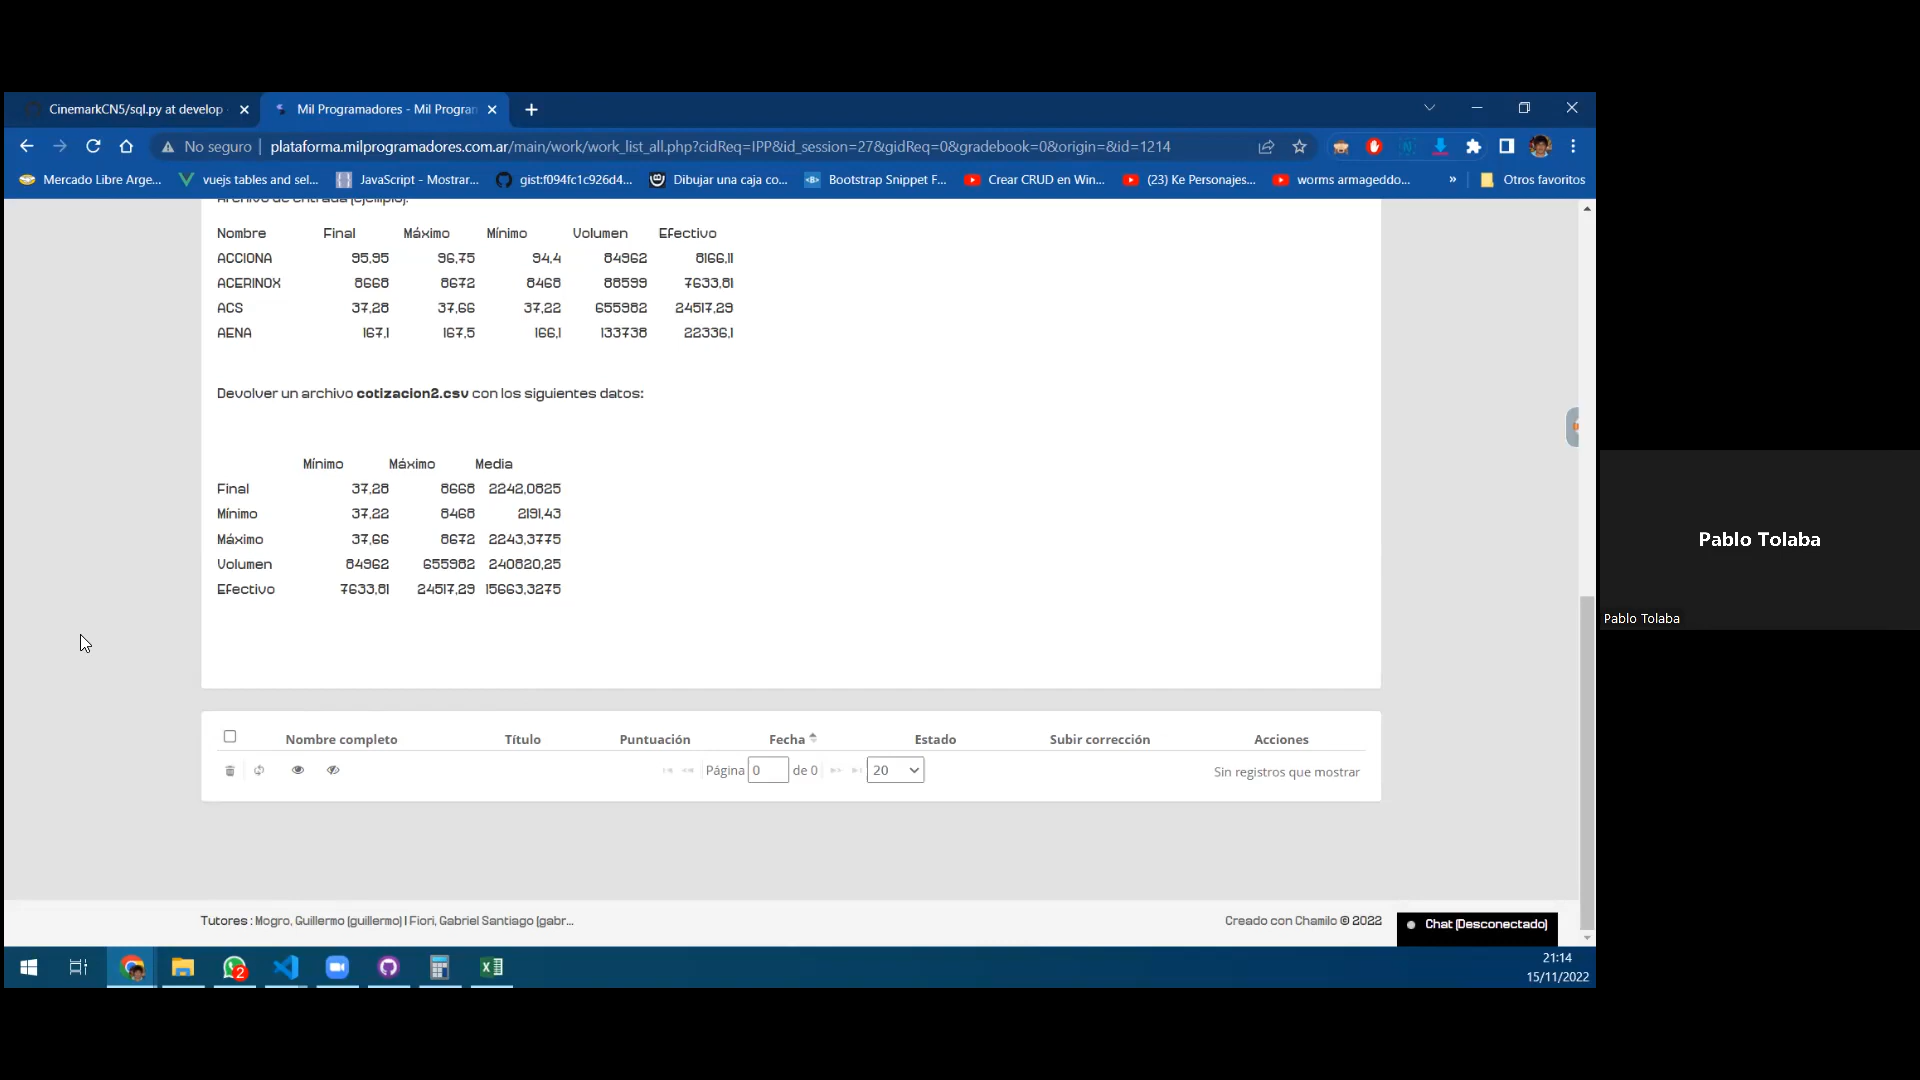 CinemarkCN5/sql.py at develop
Mil Programadores - Mil Progran
No seguro
plataforma.milprogramadores.com.ar/main/work/work_list_all.php?cidReq=IPP&id_session=27&gidReq=0&gradebook=0&origin=&id=1214
Mercado Libre Arge...
vuejs tables and sel...
JavaScript - Mostrar...
gist:f094fc1c926d4...
Dibujar una caja co...
Bootstrap Snippet F...
Crear CRUD en Win...
(23) Ke Personajes...
worms armageddo...
»
Otros favoritos
Archivo de entrada (ejemplo):
Nombre Final Máximo Mínimo Volumen Efectivo
ACCIONA 95,95 96,75 94,4 84962 8166,11
ACERINOX 8668 8672 8468 88599 7633,81
ACS 37,28 37,66 37,22 655982 24517,29
AENA 167,1 167,5 166,1 133738 22336,1
Devolver un archivo cotizacion2.csv con los siguientes datos:
Mínimo Máximo Media
Final 37,28 8668 2242,0825
Mínimo 37,22 8468 2191,43
Máximo 37,66 8672 2243,3775
Volumen 84962 655982 240820,25
Efectivo 7633,81 24517,29 15663,3275
Nombre completo Título Puntuación Fecha Estado Subir corrección Acciones
Página 0 de 0 20 Sin registros que mostrar
Tutores : Mogro, Guillermo (guillermo) | Fiori, Gabriel Santiago (gabr...
Creado con Chamilo © 2022
Chat (Desconectado)
2
21:14
15/11/2022
Pablo Tolaba
Pablo Tolaba